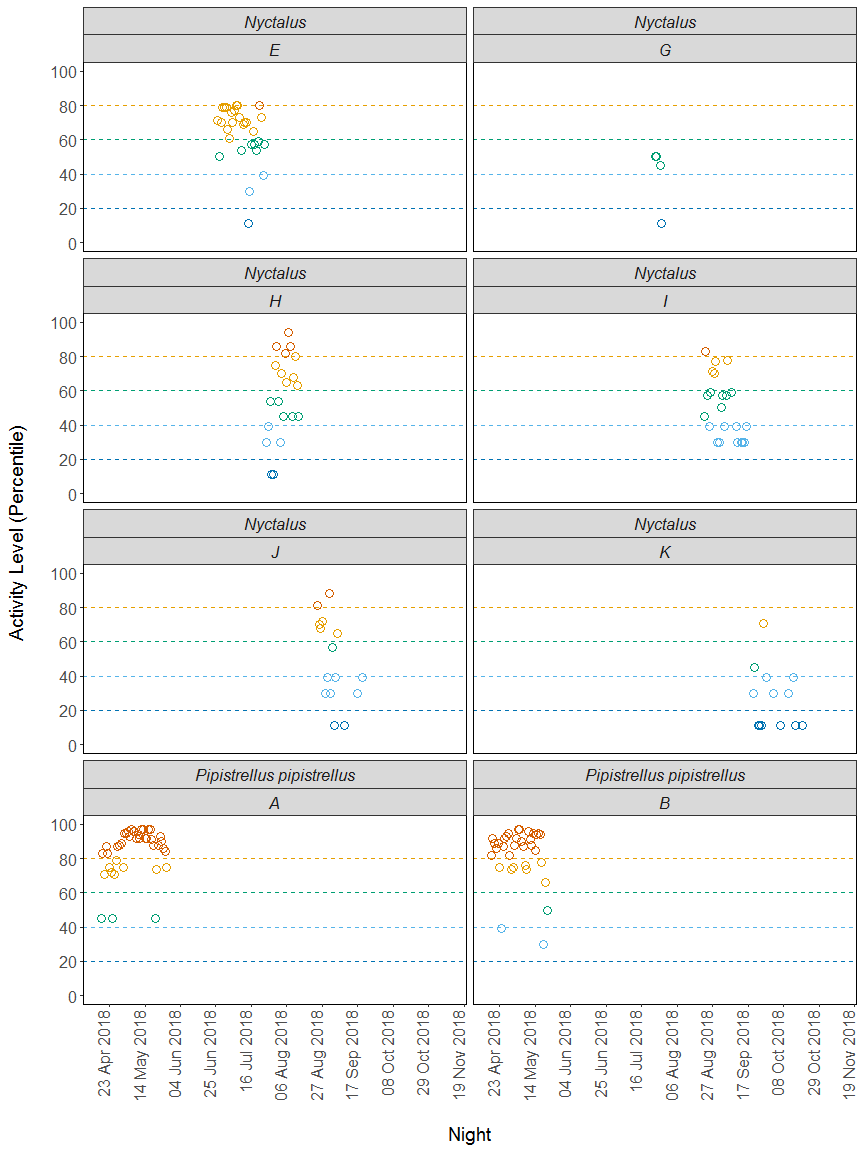 Nyctalus Nyctalus
E G
100
80
60
40
20
0
Nyctalus Nyctalus
H I
100
80
60
40
20
0
Activity Level (Percentile)
Nyctalus Nyctalus
J K
100
80
60
40
20
0
Pipistrellus pipistrellus Pipistrellus pipistrellus
A B
100
80
60
40
20
0
23 Apr 2018
14 May 2018
04 Jun 2018
25 Jun 2018
16 Jul 2018
06 Aug 2018
27 Aug 2018
17 Sep 2018
08 Oct 2018
29 Oct 2018
19 Nov 2018
23 Apr 2018
14 May 2018
04 Jun 2018
25 Jun 2018
16 Jul 2018
06 Aug 2018
27 Aug 2018
17 Sep 2018
08 Oct 2018
29 Oct 2018
19 Nov 2018
Night